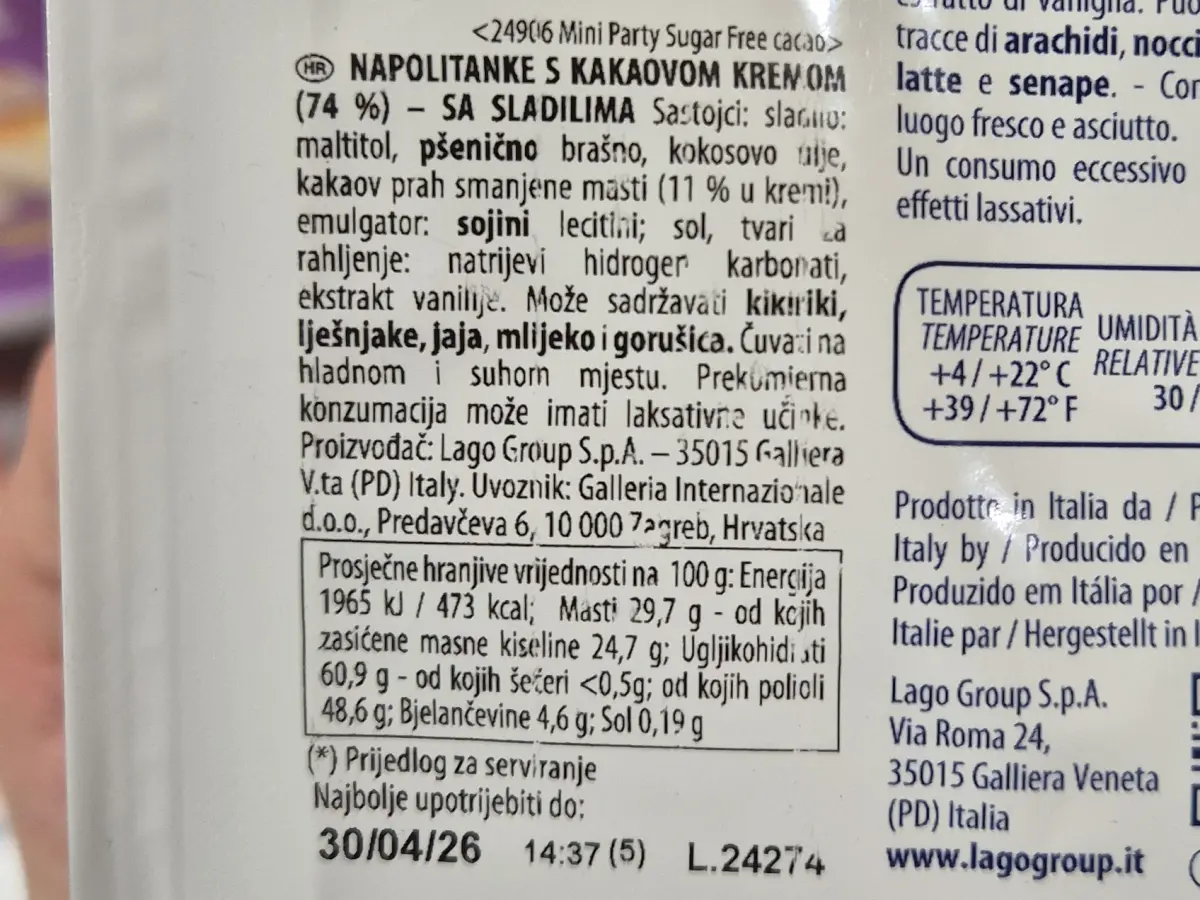 <24906 Mini Party Sugar Free cacao>
HR NAPOLITANKE S KAKAOVOM KREMOM
(74 %) – SA SLADILIMA Sastojci: sladilo:
maltitol, pšenično brašno, kokosovo ulje,
kakaov prah smanjene masti (11 % u kremi),
emulgator: sojini lecitini; sol, tvari za
rahljenje: natrijevi hidrogen karbonati,
ekstrakt vanilije. Može sadržavati kikiriki,
lješnjake, jaja, mlijeko i gorušica. Čuvati na
hladnom i suhom mjestu. Prekomjerna
konzumacija može imati laksativne učinke.
Proizvođač: Lago Group S.p.A. – 35015 Galliera
V.ta (PD) Italy. Uvoznik: Galleria Internazionale
d.o.o., Predavčeva 6, 10 000 Zagreb, Hrvatska
Prosječne hranjive vrijednosti na 100 g: Energija
1965 kJ / 473 kcal; Masti 29,7 g - od kojih
zasićene masne kiseline 24,7 g; Ugljikohidrati
60,9 g - od kojih šećeri <0,5g; od kojih polioli
48,6 g; Bjelančevine 4,6 g; Sol 0,19 g
(*) Prijedlog za serviranje
Najbolje upotrijebiti do:
30/04/26 14:37 (5) L.24274
estratto di vaniglia.
tracce di arachidi,
latte e senape. -
luogo fresco e asciutto.
Un consumo eccessivo
effetti lassativi.
TEMPERATURA
TEMPERATURE
+4 / +22° C
+39 / +72° F
UMIDITÀ
RELATIVE
30 /
Prodotto in Italia da /
Italy by / Producido en
Produzido em Itália por /
Italie par / Hergestellt in
Lago Group S.p.A.
Via Roma 24,
35015 Galliera Veneta
(PD) Italia
www.lagogroup.it